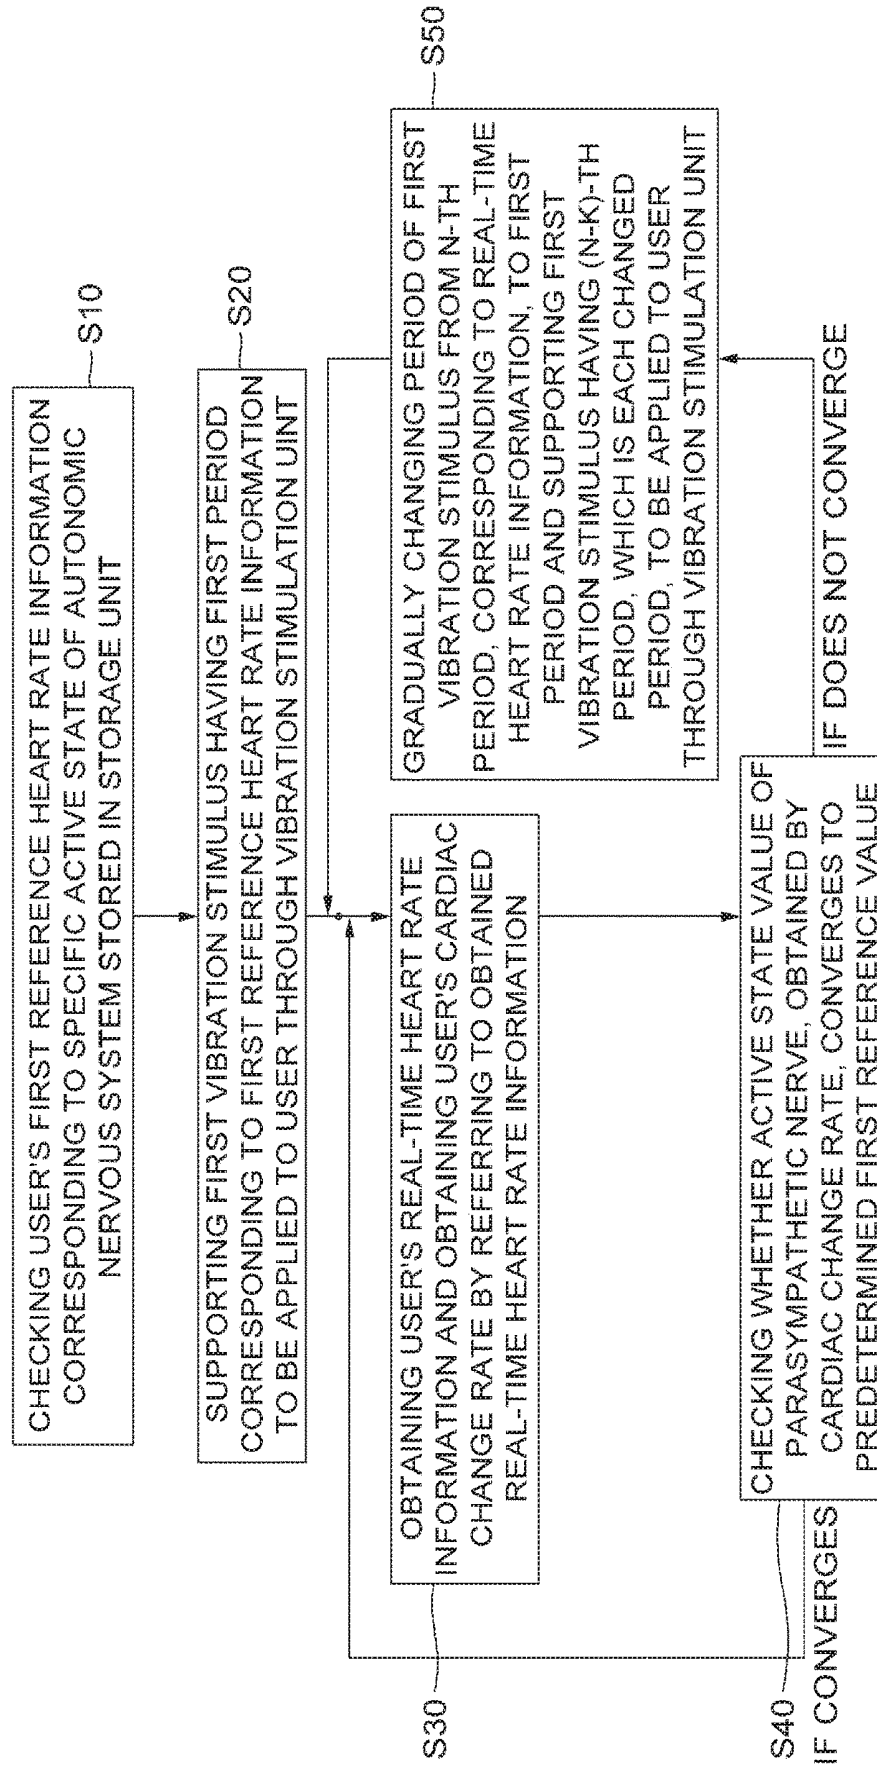 CHECKING USER'S FIRST REFERENCE HEART RATE INFORMATION
CORRESPONDING TO SPECIFIC ACTIVE STATE OF AUTONOMIC
NERVOUS SYSTEM STORED IN STORAGE UNIT
S10
SUPPORTING FIRST VIBRATION STIMULUS HAVING FIRST PERIOD
CORRESPONDING TO FIRST REFERENCE HEART RATE INFORMATION
TO BE APPLIED TO USER THROUGH VIBRATION STIMULATION UINT
S20
OBTAINING USER'S REAL-TIME HEART RATE
INFORMATION AND OBTAINING USER'S CARDIAC
CHANGE RATE BY REFERRING TO OBTAINED
REAL-TIME HEART RATE INFORMATION
S30
GRADUALLY CHANGING PERIOD OF FIRST
VIBRATION STIMULUS FROM N-TH
PERIOD, CORRESPONDING TO REAL-TIME
HEART RATE INFORMATION, TO FIRST
PERIOD AND SUPPORTING FIRST
VIBRATION STIMULUS HAVING (N-K)-TH
PERIOD, WHICH IS EACH CHANGED
PERIOD, TO BE APPLIED TO USER
THROUGH VIBRATION STIMULATION UNIT
S50
CHECKING WHETHER ACTIVE STATE VALUE OF
PARASYMPATHETIC NERVE, OBTAINED BY
CARDIAC CHANGE RATE, CONVERGES TO
PREDETERMINED FIRST REFERENCE VALUE
S40
IF CONVERGES
IF DOES NOT CONVERGE